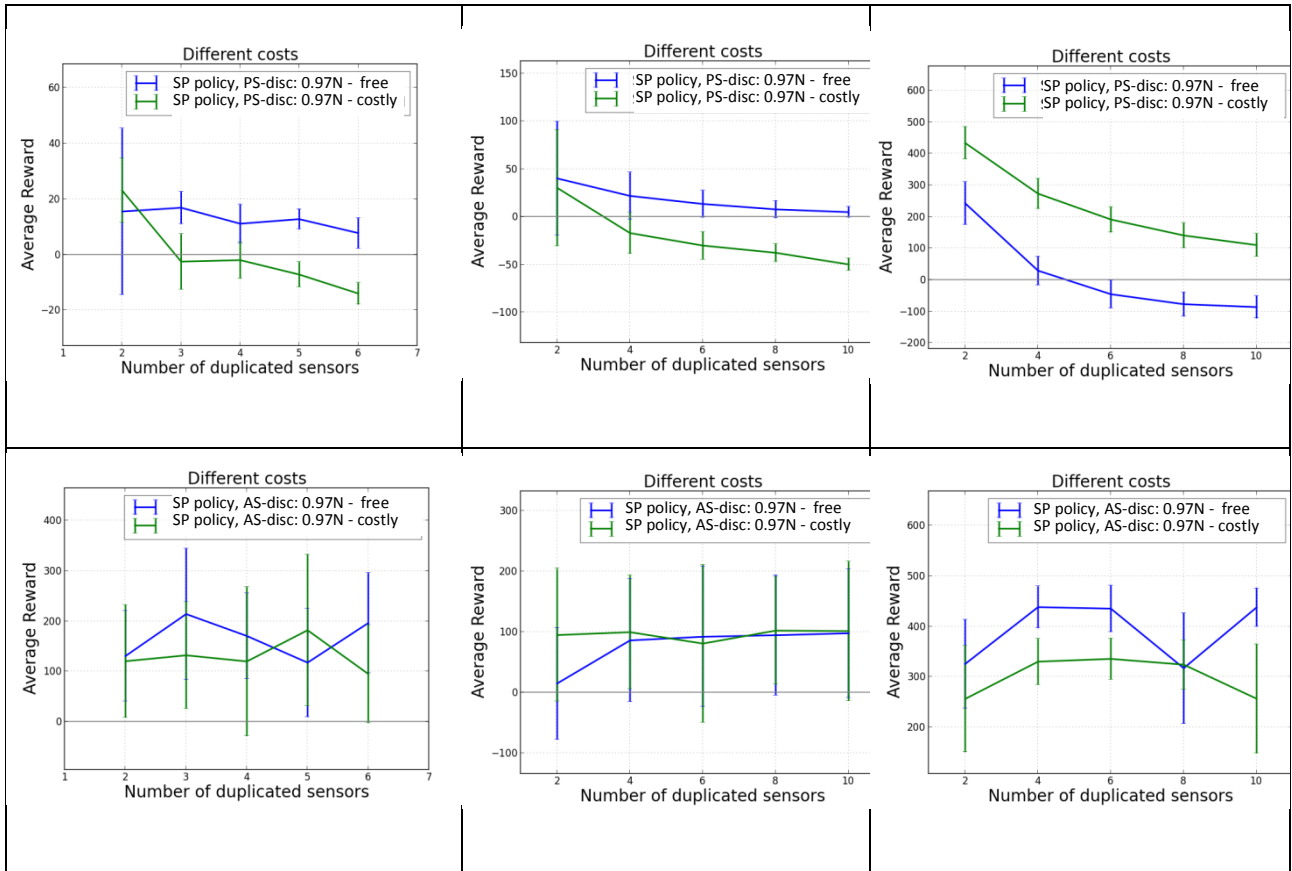 Different costs
SP policy, PS-disc: 0.97N - free
SP policy, PS-disc: 0.97N - costly
60
40
20
0
−20
Average Reward
1 2 3 4 5 6 7
Number of duplicated sensors
Different costs
SP policy, PS-disc: 0.97N - free
SP policy, PS-disc: 0.97N - costly
150
100
50
0
−50
−100
Average Reward
2 4 6 8 10
Number of duplicated sensors
Different costs
SP policy, PS-disc: 0.97N - free
SP policy, PS-disc: 0.97N - costly
600
500
400
300
200
100
0
−100
−200
Average Reward
2 4 6 8 10
Number of duplicated sensors
Different costs
SP policy, AS-disc: 0.97N - free
SP policy, AS-disc: 0.97N - costly
400
300
200
100
0
Average Reward
1 2 3 4 5 6 7
Number of duplicated sensors
Different costs
SP policy, AS-disc: 0.97N - free
SP policy, AS-disc: 0.97N - costly
300
200
100
0
−100
Average Reward
2 4 6 8 10
Number of duplicated sensors
Different costs
SP policy, AS-disc: 0.97N - free
SP policy, AS-disc: 0.97N - costly
600
500
400
300
200
Average Reward
2 4 6 8 10
Number of duplicated sensors